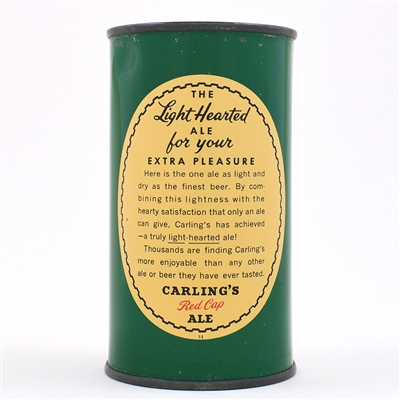 THE
Light Hearted
ALE
for your
EXTRA PLEASURE
Here is the one ale as light and
dry as the finest beer. By com-
bining this lightness with the
hearty satisfaction that only an ale
can give, Carling's has achieved
—a truly light-hearted ale!
Thousands are finding Carling's
more enjoyable than any other
ale or beer they have ever tasted.
CARLING'S
Red Cap
ALE